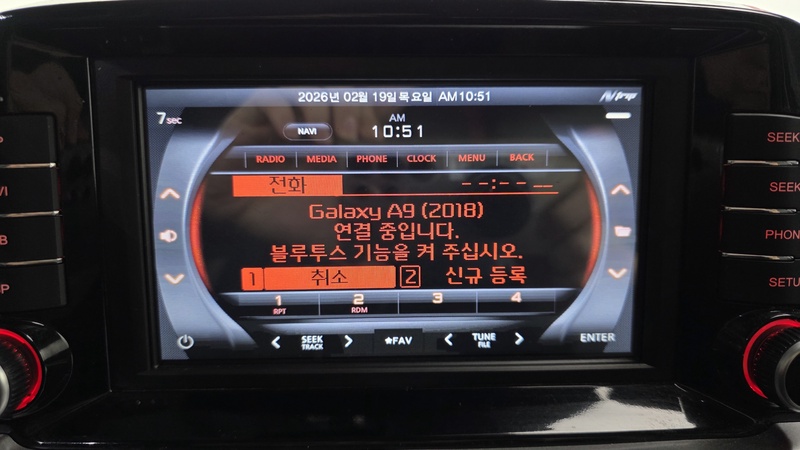 2026년 02월 19일 목요일 AM10:51
7sec
AM
NAVI 10:51
RADIO MEDIA PHONE CLOCK MENU BACK
전화 --:-- --
Galaxy A9 (2018)
연결 중입니다.
블루투스 기능을 켜 주십시오.
1 취소 2 신규 등록
1 2 3 4
RPT RDM
SEEK TRACK
★FAV
TUNE FILE
ENTER
SEEK
SEEK
PHON
SETU